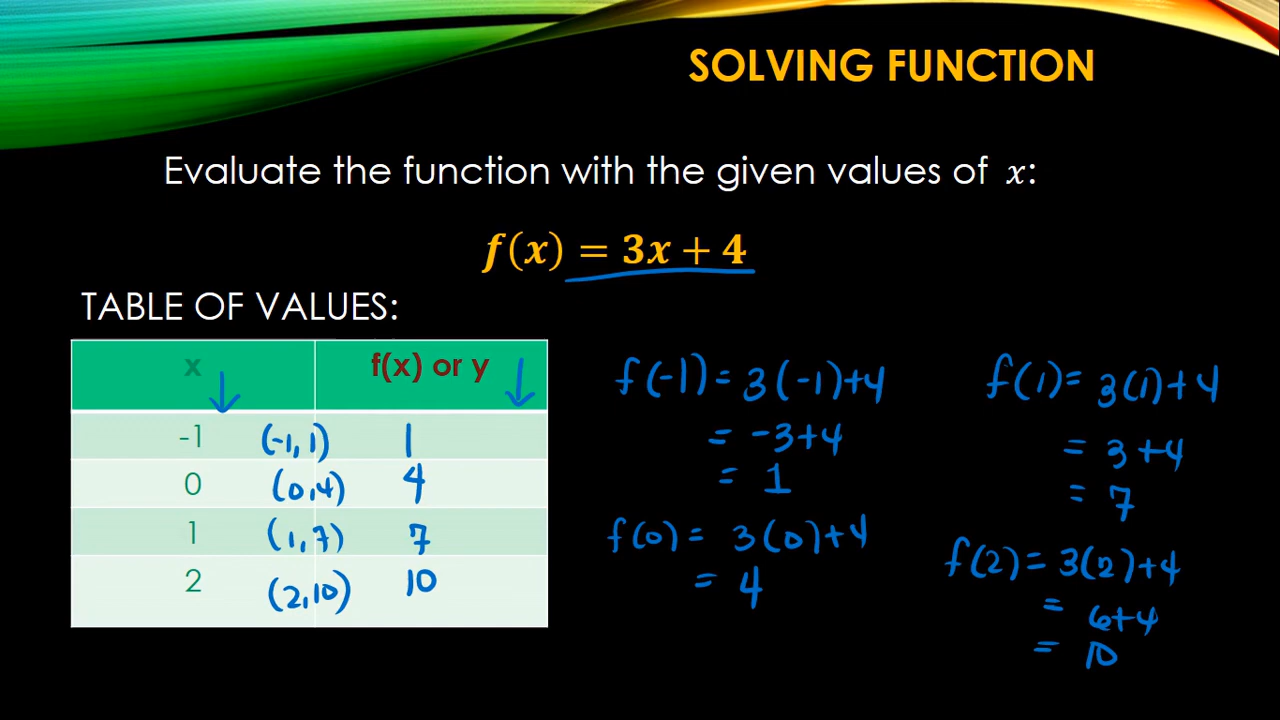 SOLVING FUNCTION
Evaluate the function with the given values of x:
f(x) = 3x + 4
TABLE OF VALUES:
x f(x) or y
-1 (-1,1) 1
0 (0,4) 4
1 (1,7) 7
2 (2,10) 10
f(-1) = 3(-1)+4
= -3+4
= 1
f(0) = 3(0)+4
= 4
f(1) = 3(1)+4
= 3+4
= 7
f(2) = 3(2)+4
= 6+4
= 10